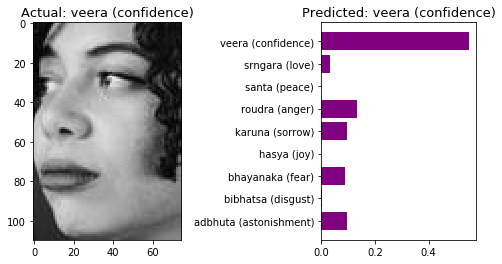 Actual: veera (confidence)
0
20
40
60
80
100
0
20
40
60
Predicted: veera (confidence)
veera (confidence)
srngara (love)
santa (peace)
roudra (anger)
karuna (sorrow)
hasya (joy)
bhayanaka (fear)
bibhatsa (disgust)
adbhuta (astonishment)
0.0
0.2
0.4